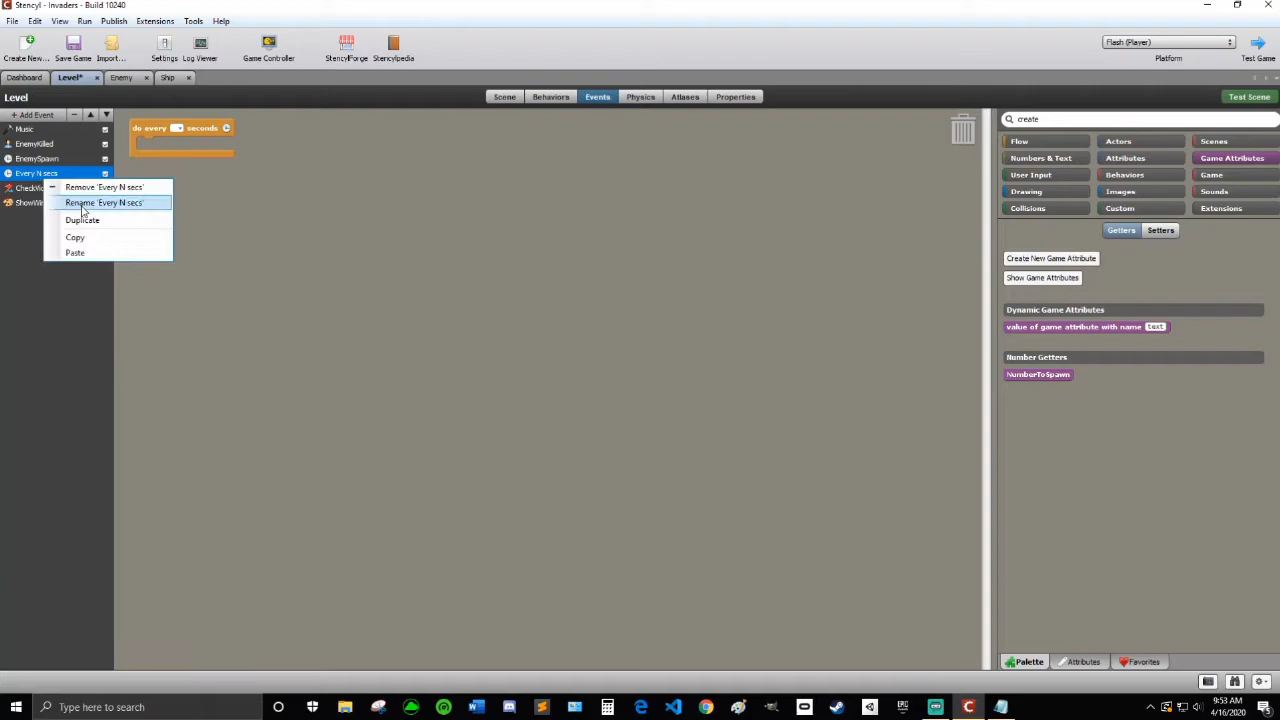 Stencyl - Invaders - Build 10240
File Edit View Run Publish Extensions Tools Help
Create New... Save Game Import... Settings Log Viewer Game Controller StencylForge Stencylpedia
Flash (Player)
Platform
Test Game
Dashboard Level* × Enemy × Ship ×
Level
Scene Behaviors Events Physics Atlases Properties
Test Scene
+ Add Event
Music
EnemyKilled
EnemySpawn
Every N secs
Remove 'Every N secs'
Rename 'Every N secs'
Duplicate
Copy
Paste
do every seconds
create
Flow Actors Scenes
Numbers & Text Attributes Game Attributes
User Input Behaviors Game
Drawing Images Sounds
Collisions Custom Extensions
Getters Setters
Create New Game Attribute
Show Game Attributes
Dynamic Game Attributes
value of game attribute with name text
Number Getters
NumberToSpawn
Palette Attributes Favorites
Type here to search
9:53 AM
4/16/2020